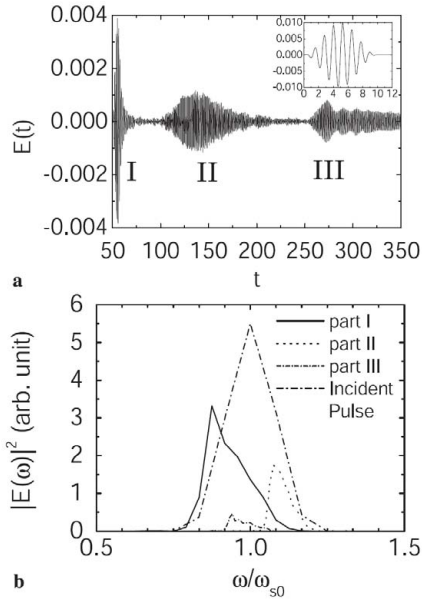 0.004
0.002
0.000
-0.002
-0.004
E(t)
0.010
0.005
0.000
-0.005
-0.010
0 2 4 6 8 10 12
I
II
III
50 100 150 200 250 300 350
t
a
6
5
4
3
2
1
0
|E(ω)|² (arb. unit)
part I
part II
part III
Incident
Pulse
0.5 1.0 1.5
ω/ωs0
b